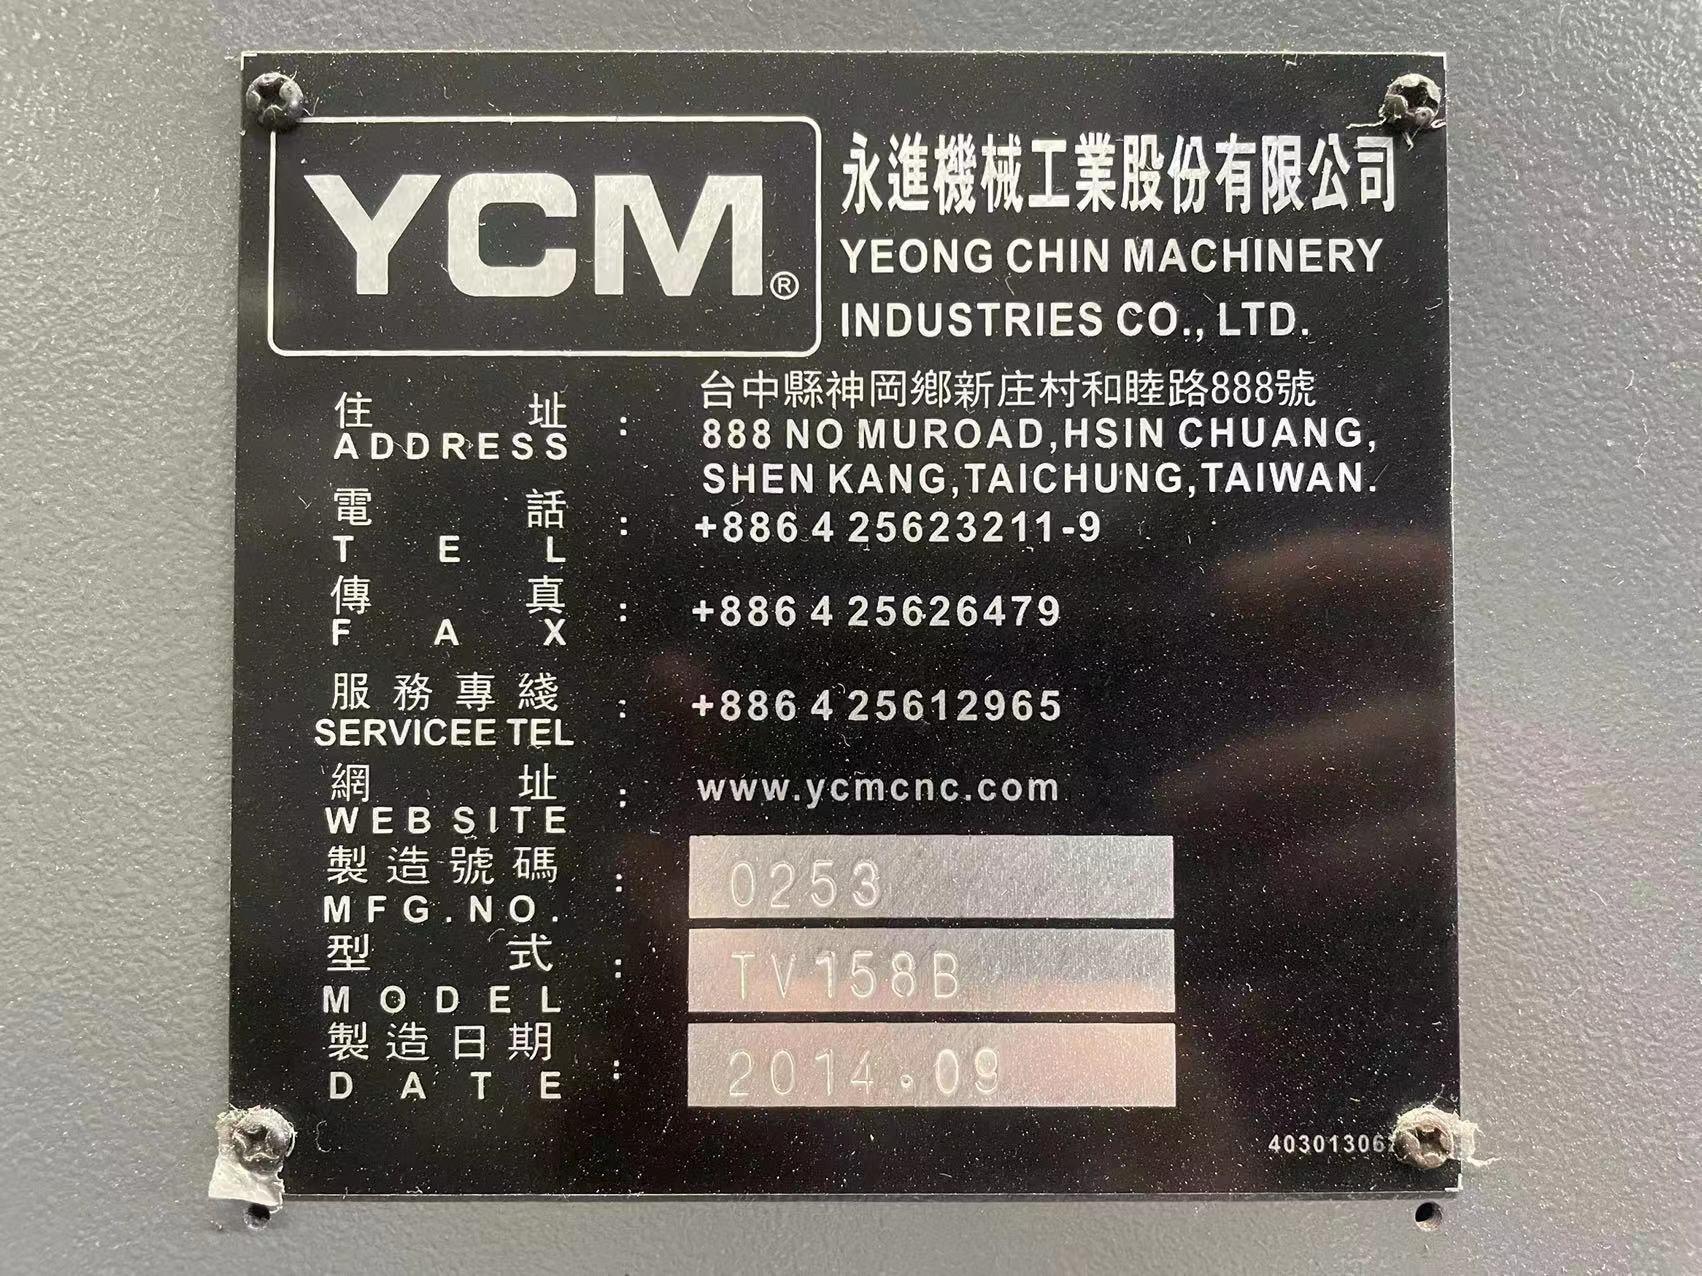 YCM®
永進機械工業股份有限公司
YEONG CHIN MACHINERY
INDUSTRIES CO., LTD.
住址 : 台中縣神岡鄉新庄村和睦路888號
ADDRESS 888 NO MUROAD,HSIN CHUANG,
SHEN KANG,TAICHUNG,TAIWAN.
電話 : +886 4 25623211-9
TEL
傳真 : +886 4 25626479
FAX
服務專綫 : +886 4 25612965
SERVICEE TEL
網址 : www.ycmcnc.com
WEBSITE
製造號碼 : 0253
MFG.NO.
型式 : TV158B
MODEL
製造日期 : 2014.09
DATE